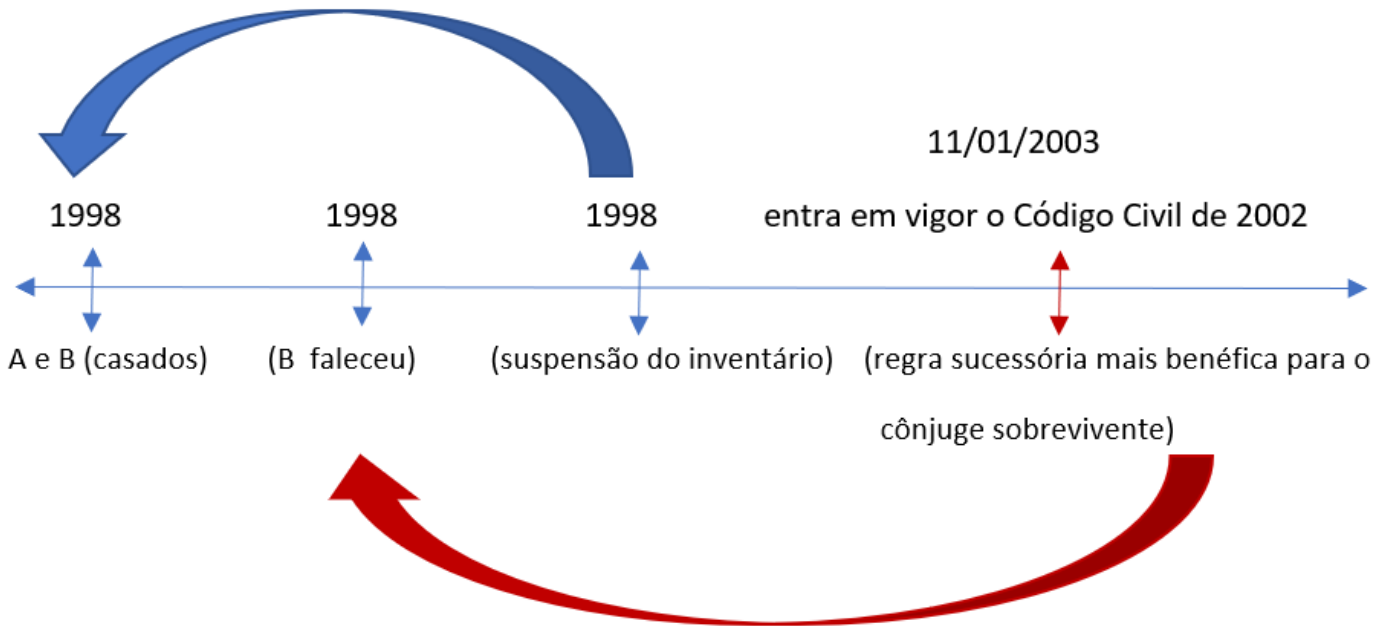 11/01/2003
1998 1998 1998 entra em vigor o Código Civil de 2002
A e B (casados) (B faleceu) (suspensão do inventário) (regra sucessória mais benéfica para o
cônjuge sobrevivente)